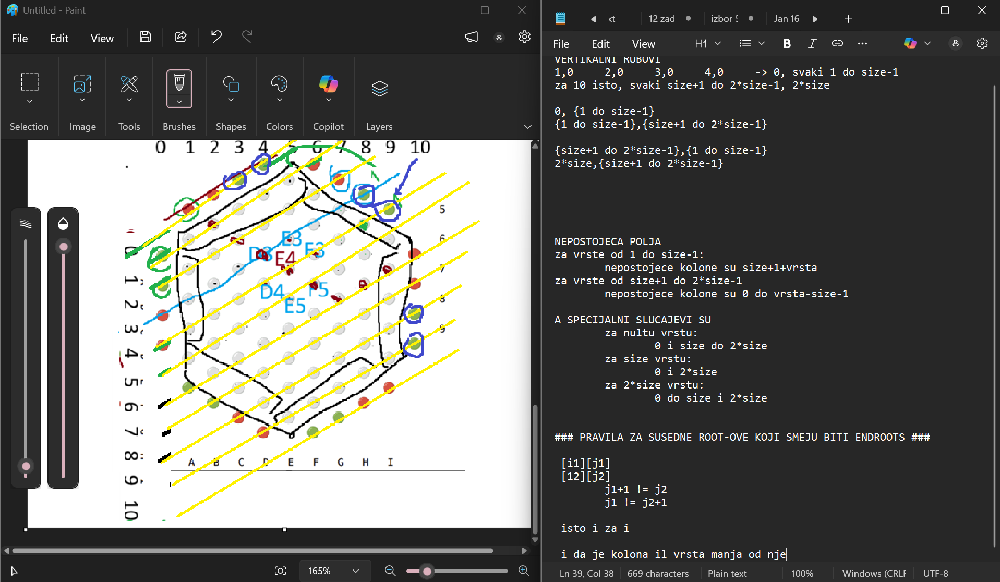 Untitled - Paint
File Edit View
Selection Image Tools Brushes Shapes Colors Copilot Layers
0 1 2 3 4 5 6 7 8 9 10
5
6
7
8
9
0
1
2
3
4
5
6
7
8
9
10
E3
D3 F3
E4
D4 F5
E5
A B C D E F G H I
165%
xt 12 zad izbor Jan 16
File Edit View H1 B I
VERTIKALNI RUBOVI
1,0 2,0 3,0 4,0 -> 0, svaki 1 do size-1
za 10 isto, svaki size+1 do 2*size-1, 2*size
0, {1 do size-1}
{1 do size-1},{size+1 do 2*size-1}
{size+1 do 2*size-1},{1 do size-1}
2*size,{size+1 do 2*size-1}
NEPOSTOJECA POLJA
za vrste od 1 do size-1:
nepostojece kolone su size+1+vrsta
za vrste od size+1 do 2*size-1
nepostojece kolone su 0 do vrsta-size-1
A SPECIJALNI SLUCAJEVI SU
za nultu vrstu:
0 i size do 2*size
za size vrstu:
0 i 2*size
za 2*size vrstu:
0 do size i 2*size
### PRAVILA ZA SUSEDNE ROOT-OVE KOJI SMEJU BITI ENDROOTS ###
[i1][j1]
[12][j2]
j1+1 != j2
j1 != j2+1
isto i za i
i da je kolona il vrsta manja od nje
Ln 39, Col 38 669 characters Plain text 100% Windows (CRLF UTF-8